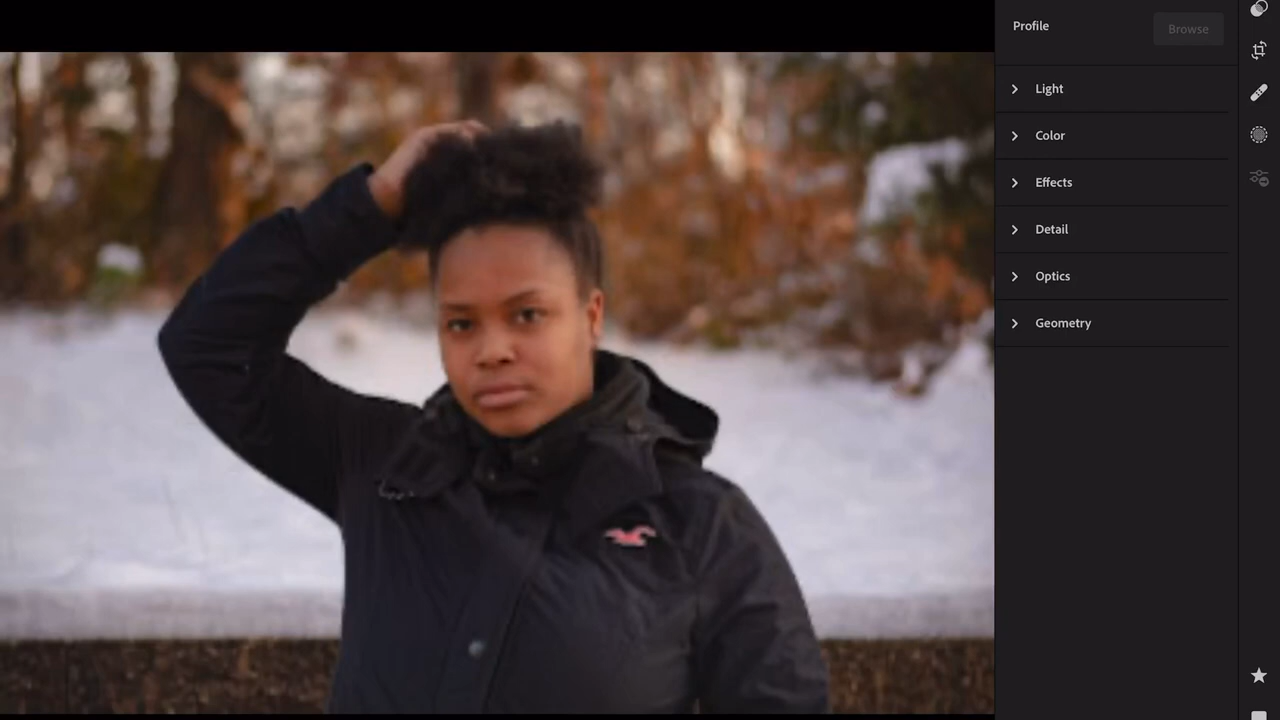 Profile
Browse
Light
Color
Effects
Detail
Optics
Geometry